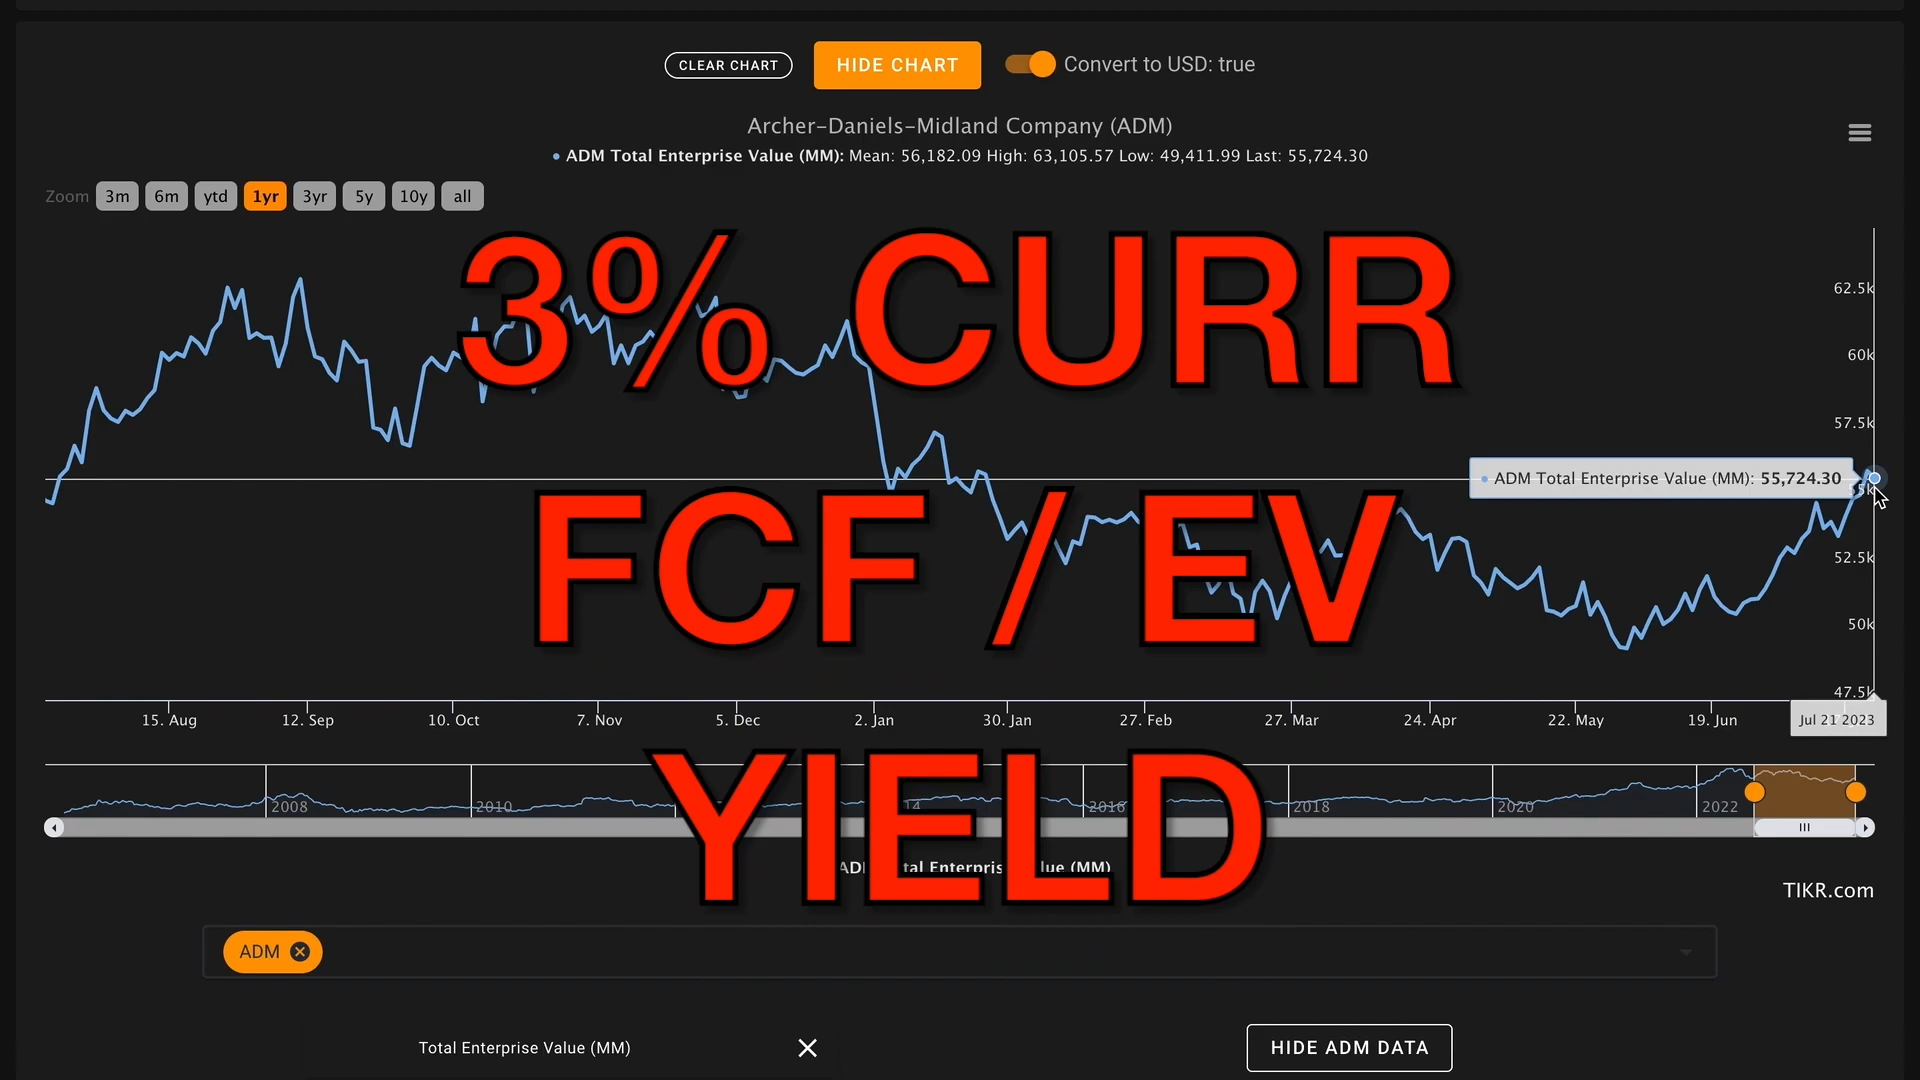 CLEAR CHART
HIDE CHART
Convert to USD: true
Archer-Daniels-Midland Company (ADM)
• ADM Total Enterprise Value (MM): Mean: 56,182.09 High: 63,105.57 Low: 49,411.99 Last: 55,724.30
Zoom 3m 6m ytd 1yr 3yr 5y 10y all
3% CURR
FCF / EV
YIELD
62.5k
60k
57.5k
ADM Total Enterprise Value (MM): 55,724.30
52.5k
50k
47.5k
15. Aug 12. Sep 10. Oct 7. Nov 5. Dec 2. Jan 30. Jan 27. Feb 27. Mar 24. Apr 22. May 19. Jun Jul 21 2023
2008 2010 14 2016 2018 2020 2022
Enterprise (MM)
TIKR.com
ADM
Total Enterprise Value (MM)
HIDE ADM DATA